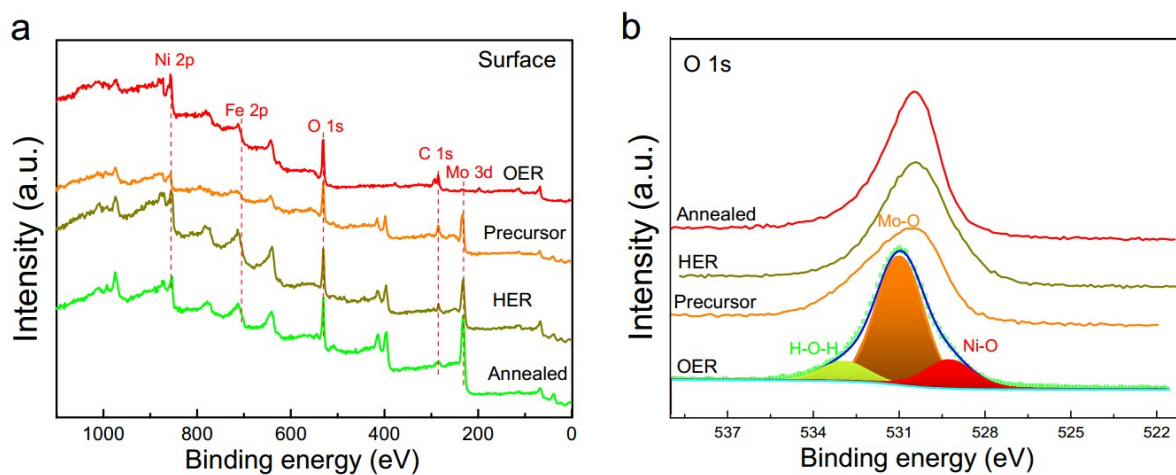 a
Surface
Ni 2p
Fe 2p
O 1s
C 1s
Mo 3d
OER
Precursor
HER
Annealed
Intensity (a.u.)
1000 800 600 400 200 0
Binding energy (eV)
b
O 1s
Annealed
Mo-O
HER
Precursor
H-O-H
Ni-O
OER
Intensity (a.u.)
537 534 531 528 525 522
Binding energy (eV)